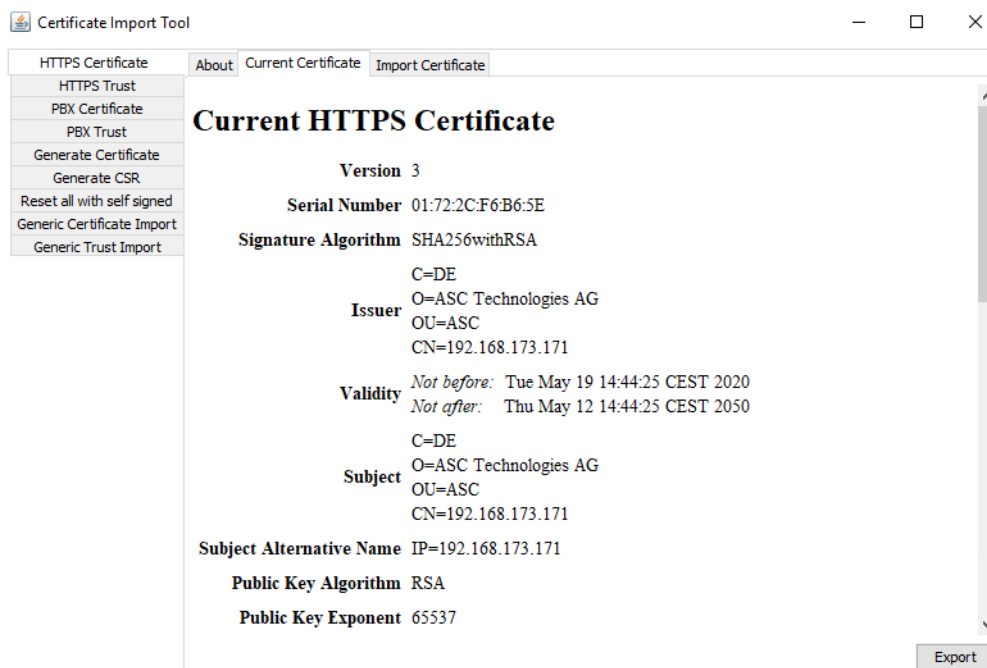 Certificate Import Tool
HTTPS Certificate
HTTPS Trust
PBX Certificate
PBX Trust
Generate Certificate
Generate CSR
Reset all with self signed
Generic Certificate Import
Generic Trust Import
About Current Certificate Import Certificate
Current HTTPS Certificate
Version 3
Serial Number 01:72:2C:F6:B6:5E
Signature Algorithm SHA256withRSA
Issuer
C=DE
O=ASC Technologies AG
OU=ASC
CN=192.168.173.171
Validity
Not before: Tue May 19 14:44:25 CEST 2020
Not after: Thu May 12 14:44:25 CEST 2050
Subject
C=DE
O=ASC Technologies AG
OU=ASC
CN=192.168.173.171
Subject Alternative Name IP=192.168.173.171
Public Key Algorithm RSA
Public Key Exponent 65537
Export